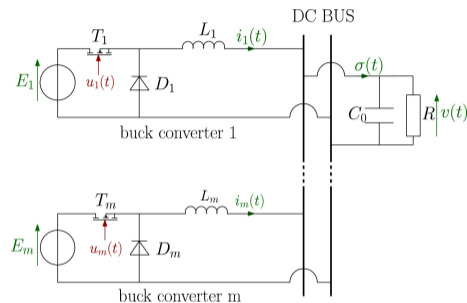 DC BUS
T₁ L₁ i₁(t)
E₁ u₁(t) D₁ σ(t)
C₀ R v(t)
buck converter 1
Tₘ Lₘ iₘ(t)
Eₘ uₘ(t) Dₘ
buck converter m